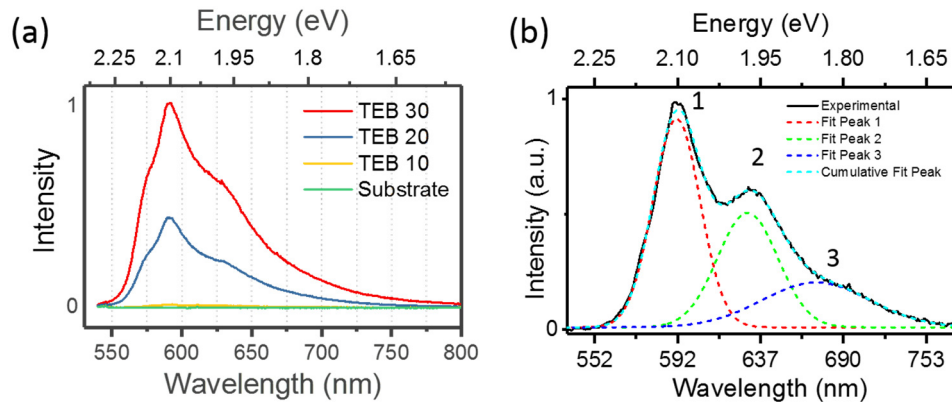 (a)
Energy (eV)
2.25 2.1 1.95 1.8 1.65
1
TEB 30
TEB 20
TEB 10
Substrate
Intensity
0
550 600 650 700 750 800
Wavelength (nm)
(b)
Energy (eV)
2.25 2.10 1.95 1.80 1.65
1
1
2
3
Experimental
Fit Peak 1
Fit Peak 2
Fit Peak 3
Cumulative Fit Peak
Intensity (a.u.)
0
552 592 637 690 753
Wavelength (nm)